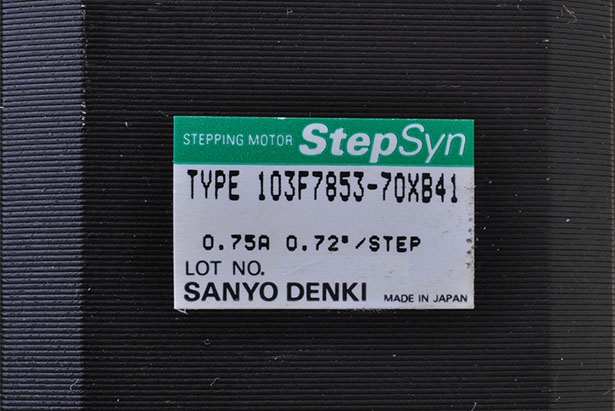 STEPPING MOTOR StepSyn
TYPE 103F7853-70XB41
0.75A 0.72°/STEP
LOT NO.
SANYO DENKI MADE IN JAPAN